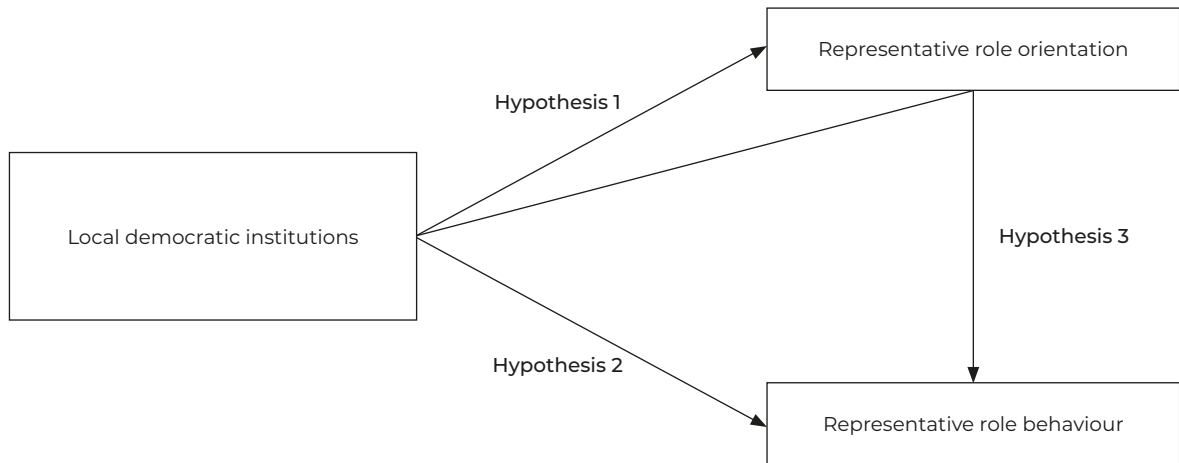 Representative role orientation
Hypothesis 1
Local democratic institutions
Hypothesis 3
Hypothesis 2
Representative role behaviour